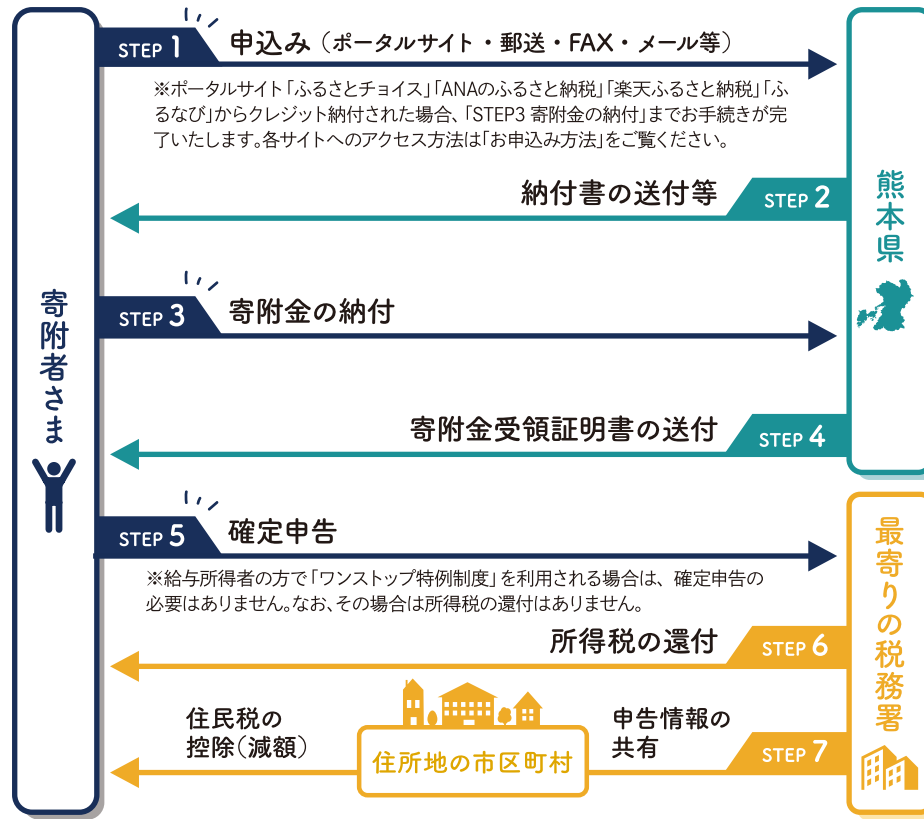 STEP 1 申込み（ポータルサイト・郵送・FAX・メール等）
※ポータルサイト「ふるさとチョイス」「ANAのふるさと納税」「楽天ふるさと納税」「ふ
るなび」からクレジット納付された場合、「STEP3 寄附金の納付」までお手続きが完
了いたします。各サイトへのアクセス方法は「お申込み方法」をご覧ください。
納付書の送付等 STEP 2
熊本県
寄附者さま
STEP 3 寄附金の納付
寄附金受領証明書の送付 STEP 4
STEP 5 確定申告
※給与所得者の方で「ワンストップ特例制度」を利用される場合は、確定申告の
必要はありません。なお、その場合は所得税の還付はありません。
最寄りの税務署
所得税の還付 STEP 6
住民税の
控除（減額）
住所地の市区町村
申告情報の
共有
STEP 7